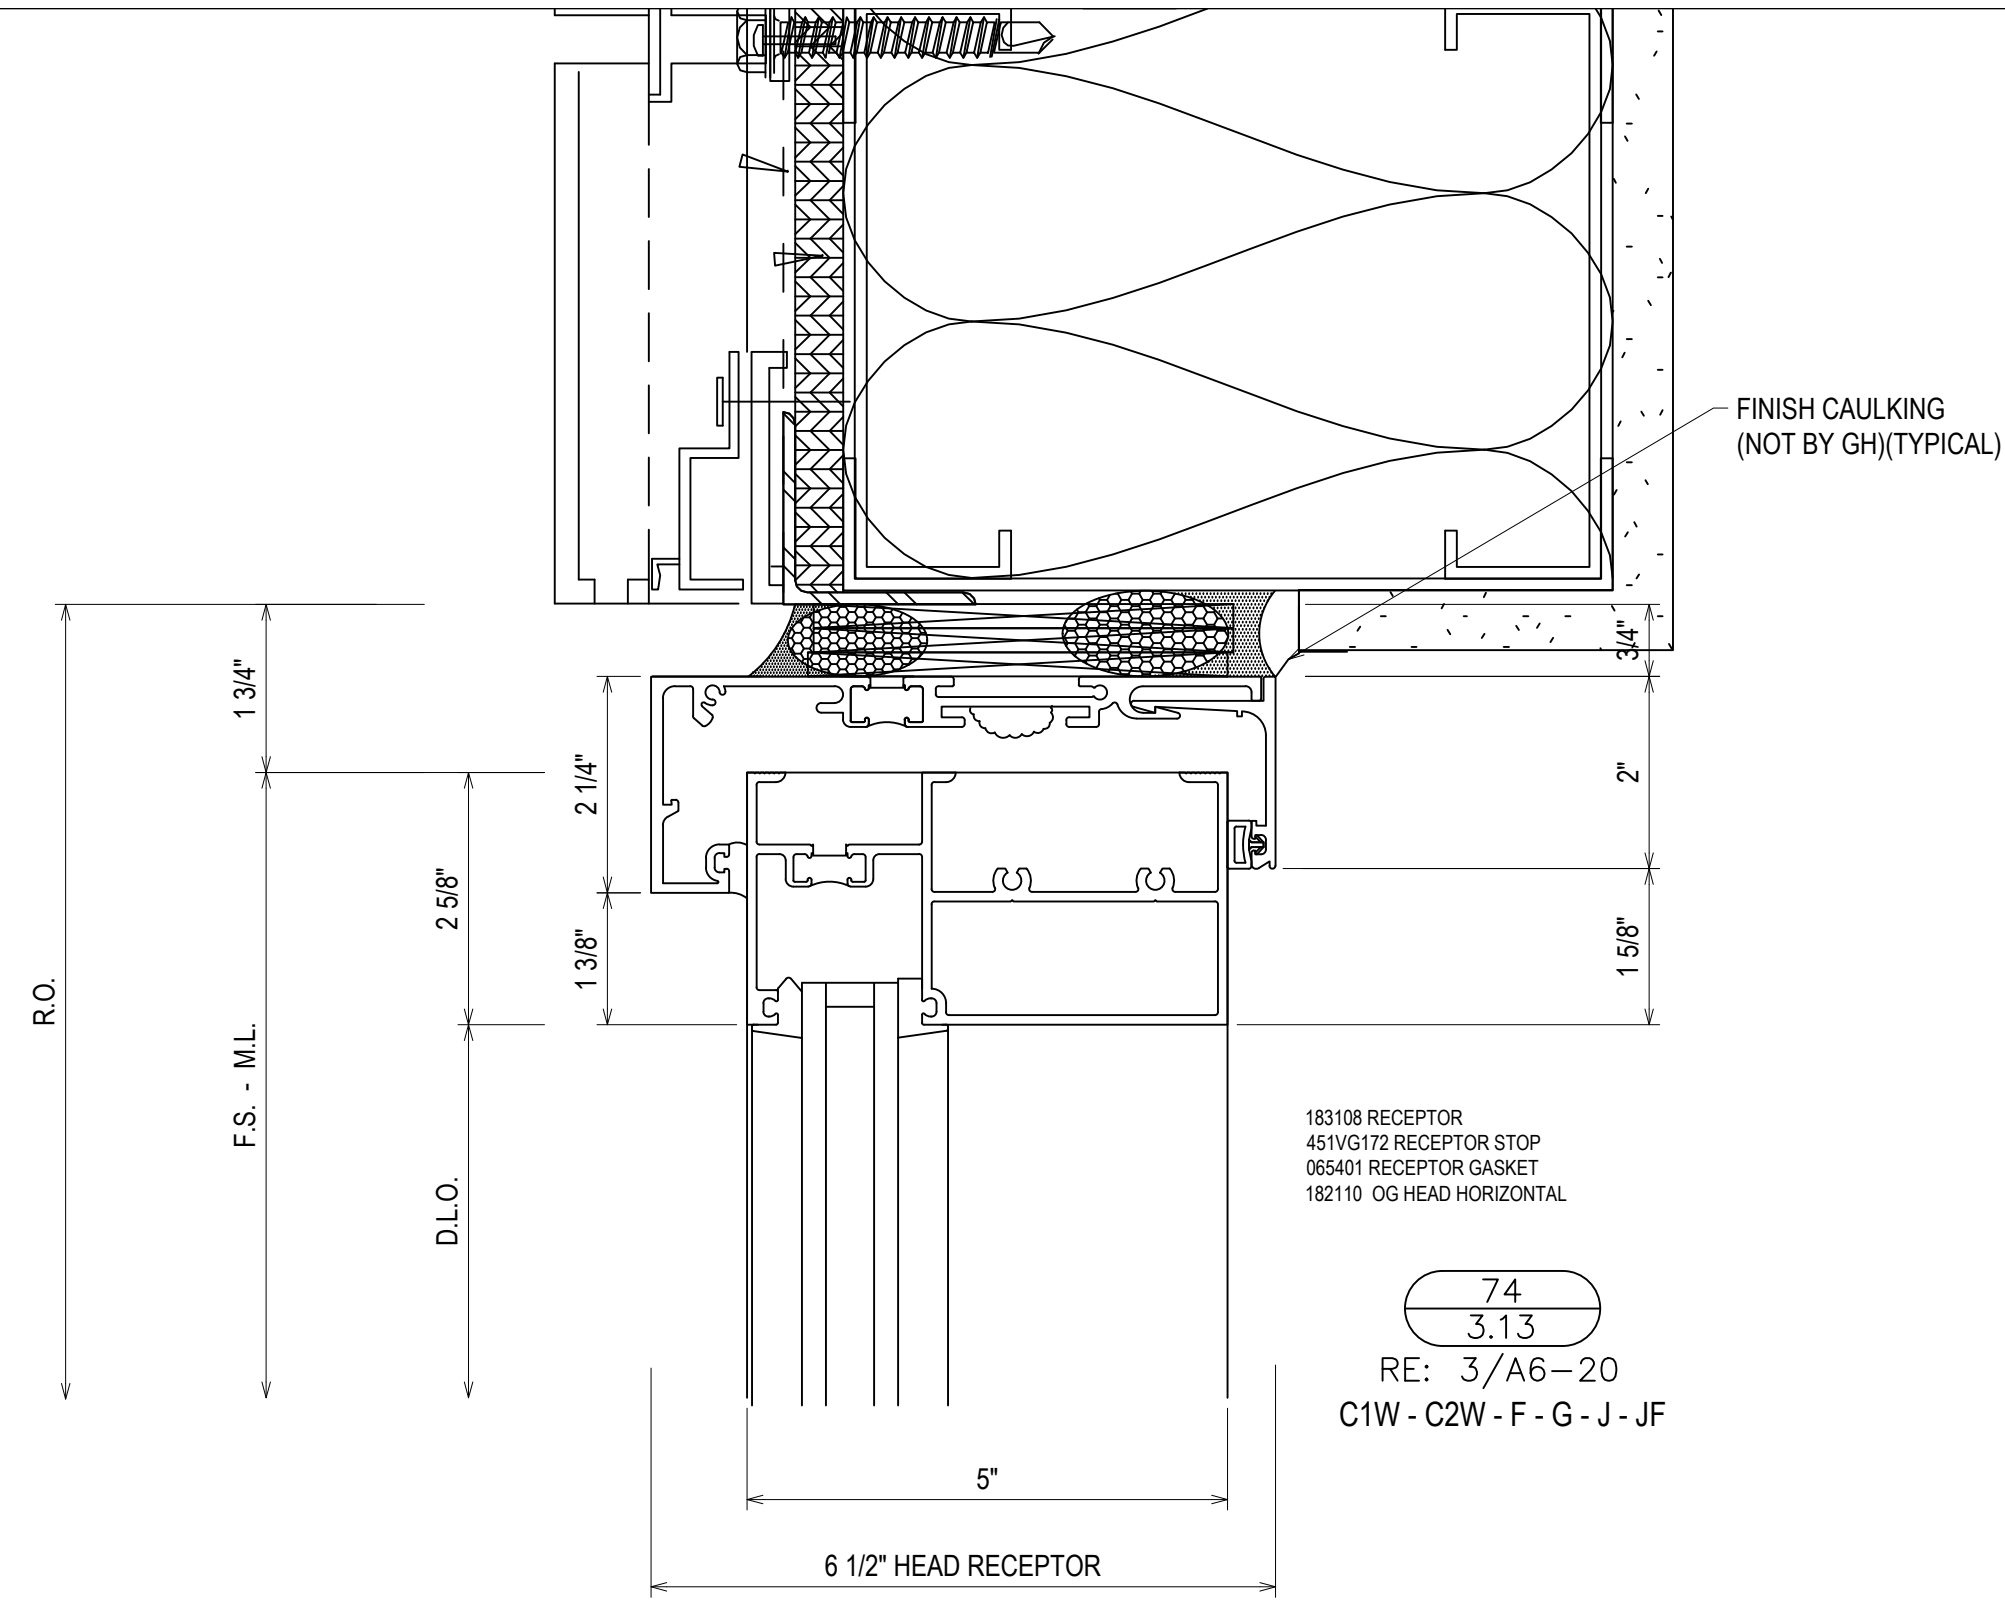 FINISH CAULKING
(NOT BY GH)(TYPICAL)
3/4"
1 3/4"
2 1/4"
2"
2 5/8"
1 3/8"
1 5/8"
R.O.
F.S. - M.L.
D.L.O.
183108 RECEPTOR
451VG172 RECEPTOR STOP
065401 RECEPTOR GASKET
182110 OG HEAD HORIZONTAL
74
3.13
RE: 3/A6-20
C1W - C2W - F - G - J - JF
5"
6 1/2" HEAD RECEPTOR